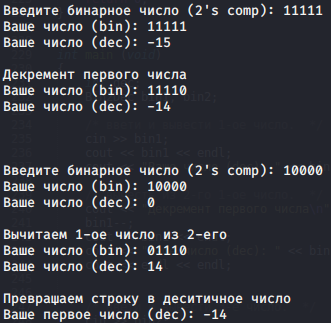 Введите бинарное число (2's comp): 11111
Ваше число (bin): 11111
Ваше число (dec): -15
Декремент первого числа
Ваше число (bin): 11110
Ваше число (dec): -14
Введите бинарное число (2's comp): 10000
Ваше число (bin): 10000
Ваше число (dec): 0
Вычитаем 1-ое число из 2-его
Ваше число (bin): 01110
Ваше число (dec): 14
Превращаем строку в деситичное число
Ваше первое число (dec): -14